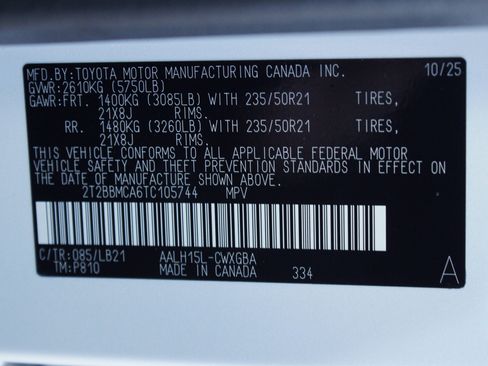 MFD.BY:TOYOTA MOTOR MANUFACTURING CANADA INC. 10/25
GVWR:2610KG (5750LB)
GAWR:FRT. 1400KG (3085LB) WITH 235/50R21 TIRES,
21X8J RIMS.
RR. 1480KG (3260LB) WITH 235/50R21 TIRES,
21X8J RIMS.
THIS VEHICLE CONFORMS TO ALL APPLICABLE FEDERAL MOTOR
VEHICLE SAFETY AND THEFT PREVENTION STANDARDS IN EFFECT
ON THE DATE OF MANUFACTURE SHOWN ABOVE.
2T2BBMCA6TC105744 MPV
C/TR:085/LB21 AALH15L-CWXGBA
TM:P810 MADE IN CANADA 334 A